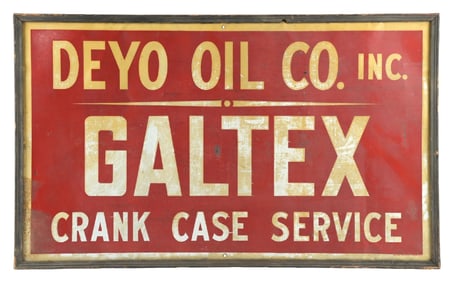 DEYO OIL CO. INC.
GALTEX
CRANK CASE SERVICE